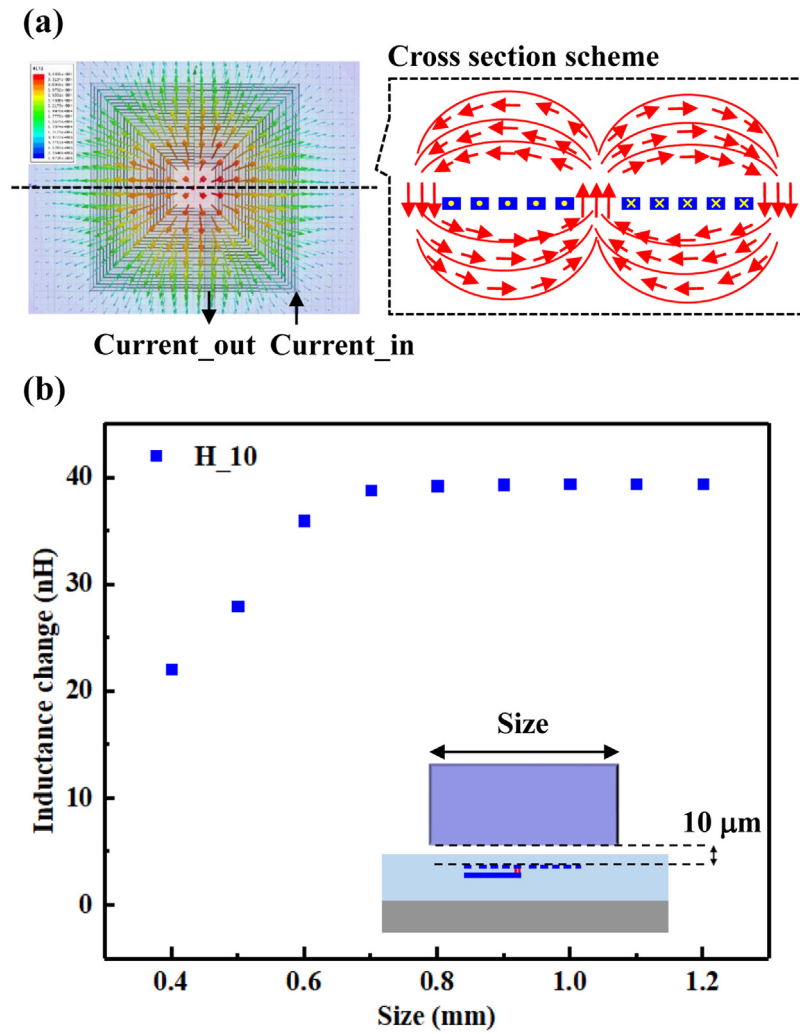 (a)
Cross section scheme
Current_out
Current_in
(b)
H_10
40
30
20
10
0
Inductance change (nH)
Size
10 μm
0.4
0.6
0.8
1.0
1.2
Size (mm)